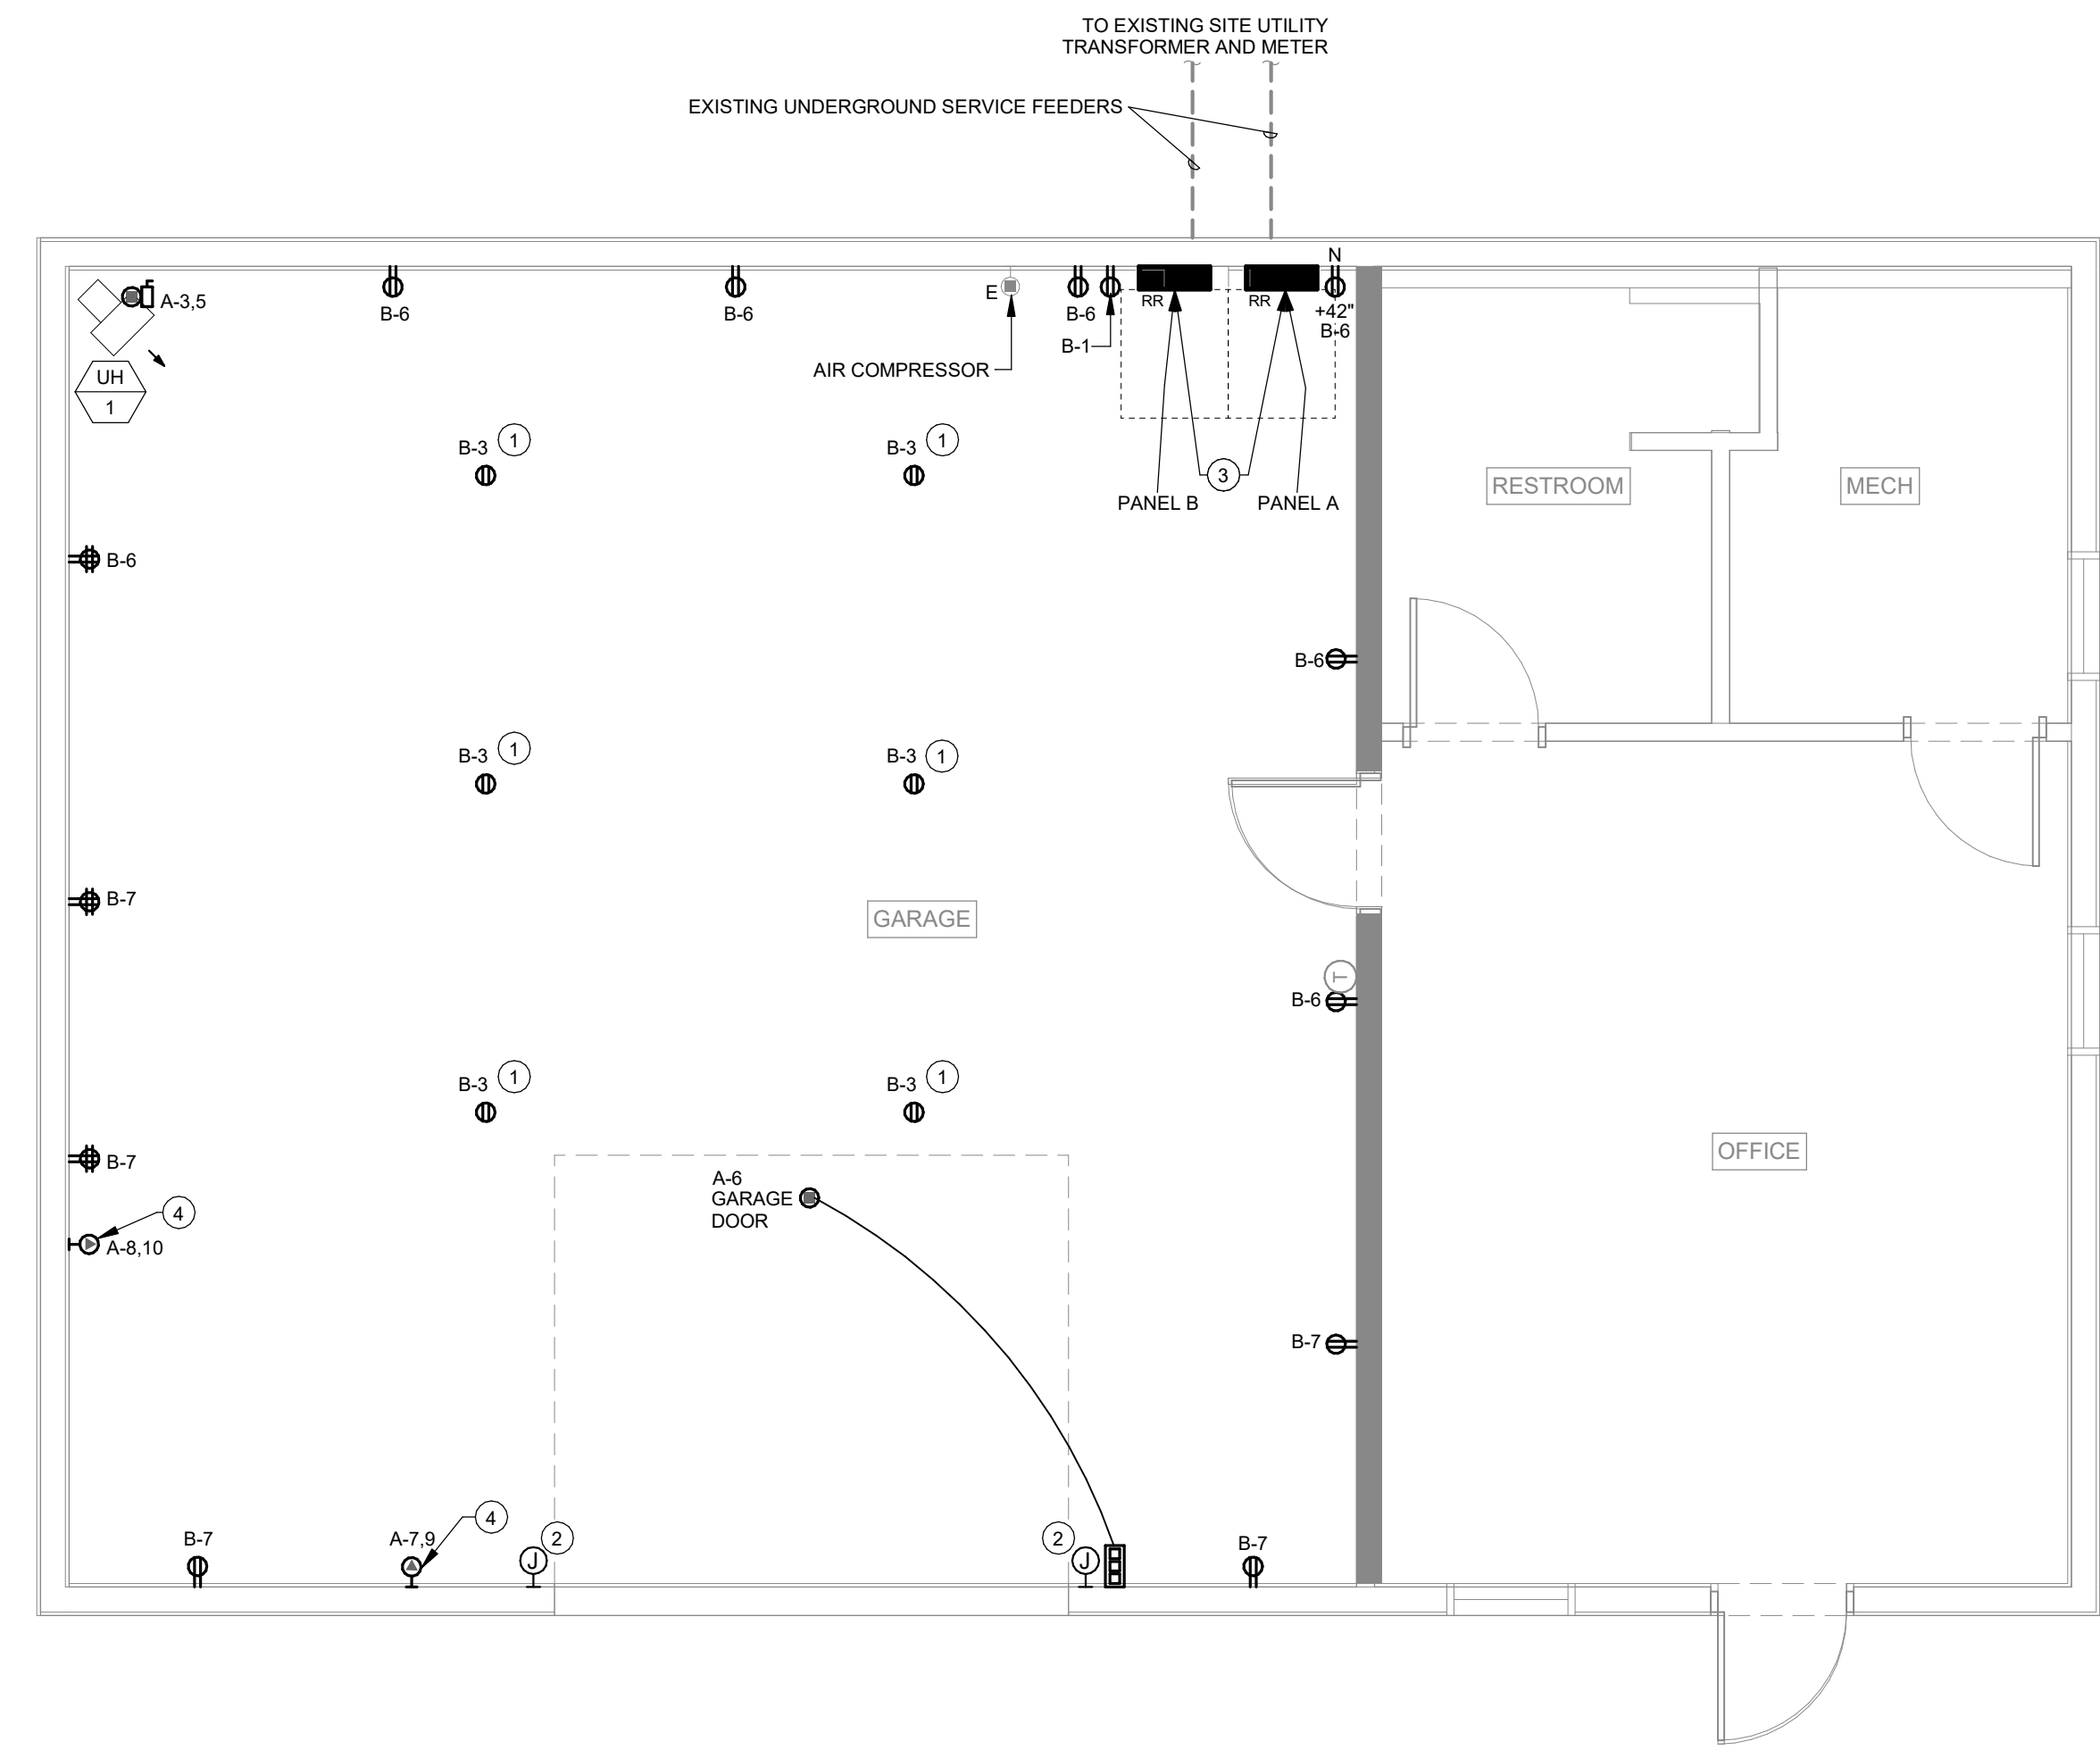 TO EXISTING SITE UTILITY
TRANSFORMER AND METER
EXISTING UNDERGROUND SERVICE FEEDERS
N
E
A-3,5
B-6
B-6
B-6
RR
RR
+42"
B-6
B-1
AIR COMPRESSOR
UH
1
B-3 1
B-3 1
3
PANEL B
PANEL A
RESTROOM
MECH
B-6
B-6
B-3 1
B-3 1
B-7
GARAGE
T
B-6
B-3 1
B-3 1
B-7
OFFICE
A-6
GARAGE
DOOR
4
A-8,10
B-7
4
B-7
A-7,9
2
2
B-7
J
J